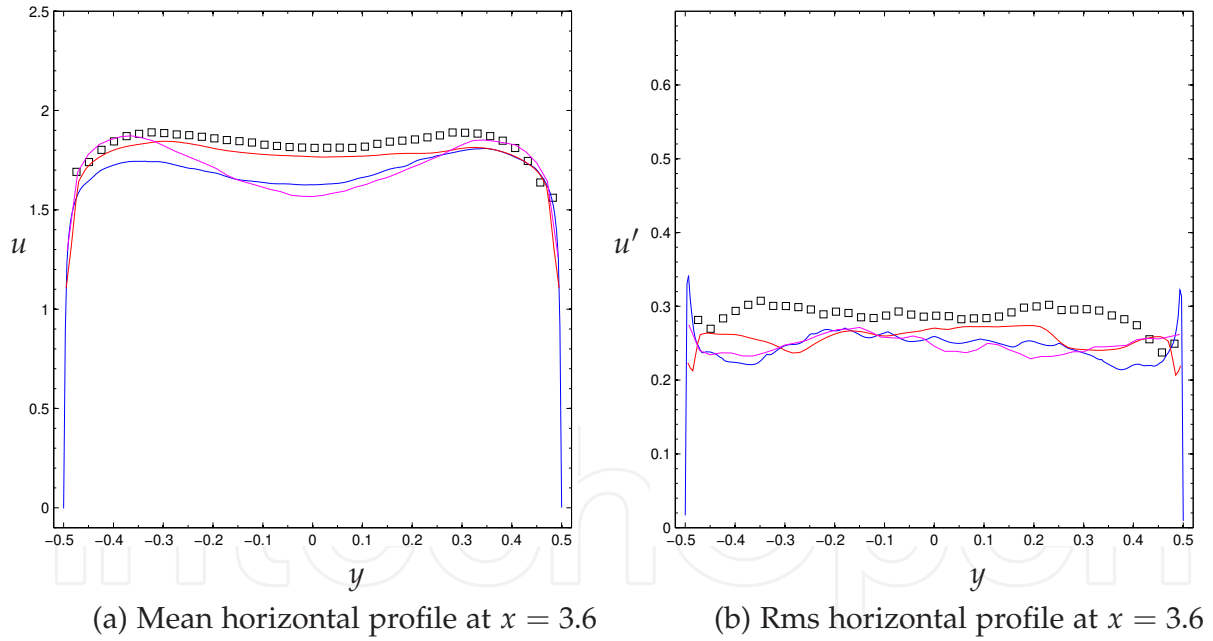 2.5
2
1.5
1
0.5
0
u
−0.5 −0.4 −0.3 −0.2 −0.1 0 0.1 0.2 0.3 0.4 0.5
y
(a) Mean horizontal profile at x = 3.6
0.6
0.5
0.4
0.3
0.2
0.1
0
u′
−0.5 −0.4 −0.3 −0.2 −0.1 0 0.1 0.2 0.3 0.4 0.5
y
(b) Rms horizontal profile at x = 3.6
intechopen